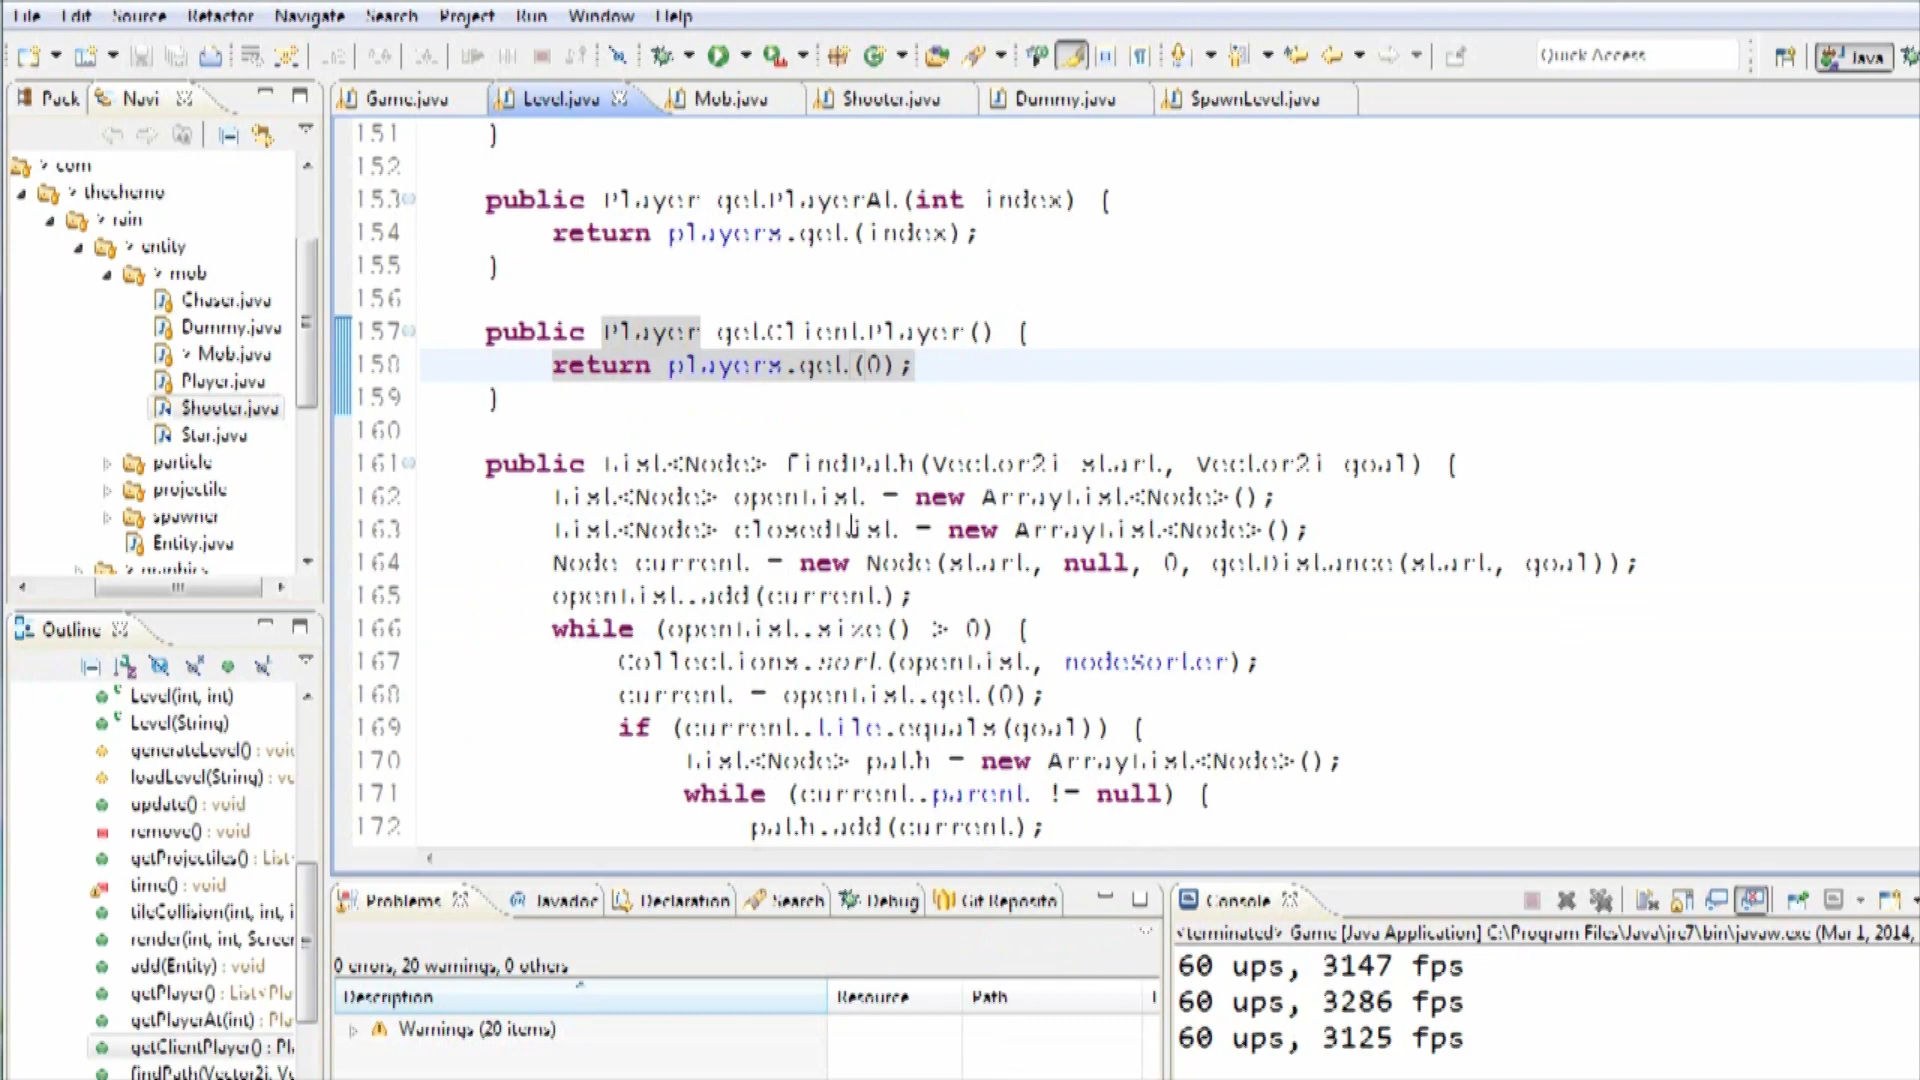 File Edit Source Refactor Navigate Search Project Run Window Help
Quick Access
Java
Pack Navi
com
thecherno
rain
entity
mob
Chaser.java
Dummy.java
Mob.java
Player.java
Shooter.java
Star.java
particle
projectile
spawner
Entity.java
graphics
Game.java Level.java Mob.java Shooter.java Dummy.java SpawnLevel.java
151 }
152
153 public Player getPlayerAt(int index) {
154 return players.get(index);
155 }
156
157 public Player getClientPlayer() {
158 return players.get(0);
159 }
160
161 public List<Node> findPath(Vector2i start, Vector2i goal) {
162 List<Node> openList = new ArrayList<Node>();
163 List<Node> closedList = new ArrayList<Node>();
164 Node current = new Node(start, null, 0, getDistance(start, goal));
165 openList.add(current);
166 while (openList.size() > 0) {
167 Collections.sort(openList, nodeSorter);
168 current = openList.get(0);
169 if (current.tile.equals(goal)) {
170 List<Node> path = new ArrayList<Node>();
171 while (current.parent != null) {
172 path.add(current);
Outline
Level(int, int)
Level(String)
generateLevel() : void
loadLevel(String) : vo
update() : void
remove() : void
getProjectiles() : List<
time() : void
tileCollision(int, int, i
render(int, int, Screen
add(Entity) : void
getPlayer() : List<Pla
getPlayerAt(int) : Pla
getClientPlayer() : Pl
findPath(Vector2i, Ve
Problems Javadoc Declaration Search Debug Git Reposito
0 errors, 20 warnings, 0 others
Description Resource Path
Warnings (20 items)
Console
<terminated> Game [Java Application] C:\Program Files\Java\jre7\bin\javaw.exe (Mar 1, 2014,
60 ups, 3147 fps
60 ups, 3286 fps
60 ups, 3125 fps